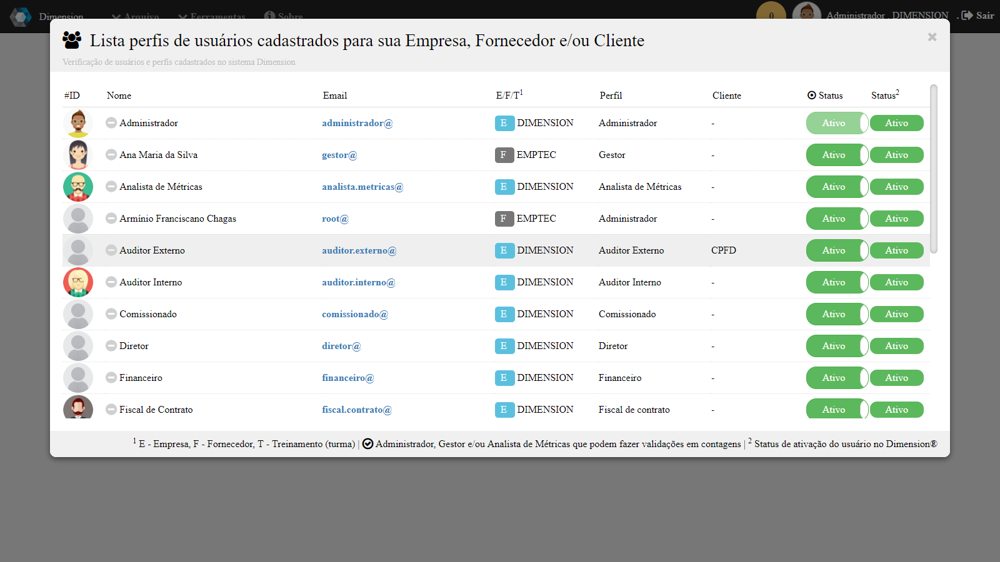 Dimension Arquivo Ferramentas Sobre 0 Administrador . DIMENSION . Sair
Lista perfis de usuários cadastrados para sua Empresa, Fornecedor e/ou Cliente ×
Verificação de usuários e perfis cadastrados no sistema Dimension
#ID Nome Email E/F/T1 Perfil Cliente Status Status2
Administrador administrador@ E DIMENSION Administrador - Ativo Ativo
Ana Maria da Silva gestor@ F EMPTEC Gestor - Ativo Ativo
Analista de Métricas analista.metricas@ E DIMENSION Analista de Métricas - Ativo Ativo
Armínio Franciscano Chagas root@ F EMPTEC Administrador - Ativo Ativo
Auditor Externo auditor.externo@ E DIMENSION Auditor Externo CPFD Ativo Ativo
Auditor Interno auditor.interno@ E DIMENSION Auditor Interno - Ativo Ativo
Comissionado comissionado@ E DIMENSION Comissionado - Ativo Ativo
Diretor diretor@ E DIMENSION Diretor - Ativo Ativo
Financeiro financeiro@ E DIMENSION Financeiro - Ativo Ativo
Fiscal de Contrato fiscal.contrato@ E DIMENSION Fiscal de contrato - Ativo Ativo
1 E - Empresa, F - Fornecedor, T - Treinamento (turma) | Administrador, Gestor e/ou Analista de Métricas que podem fazer validações em contagens | 2 Status de ativação do usuário no Dimension®